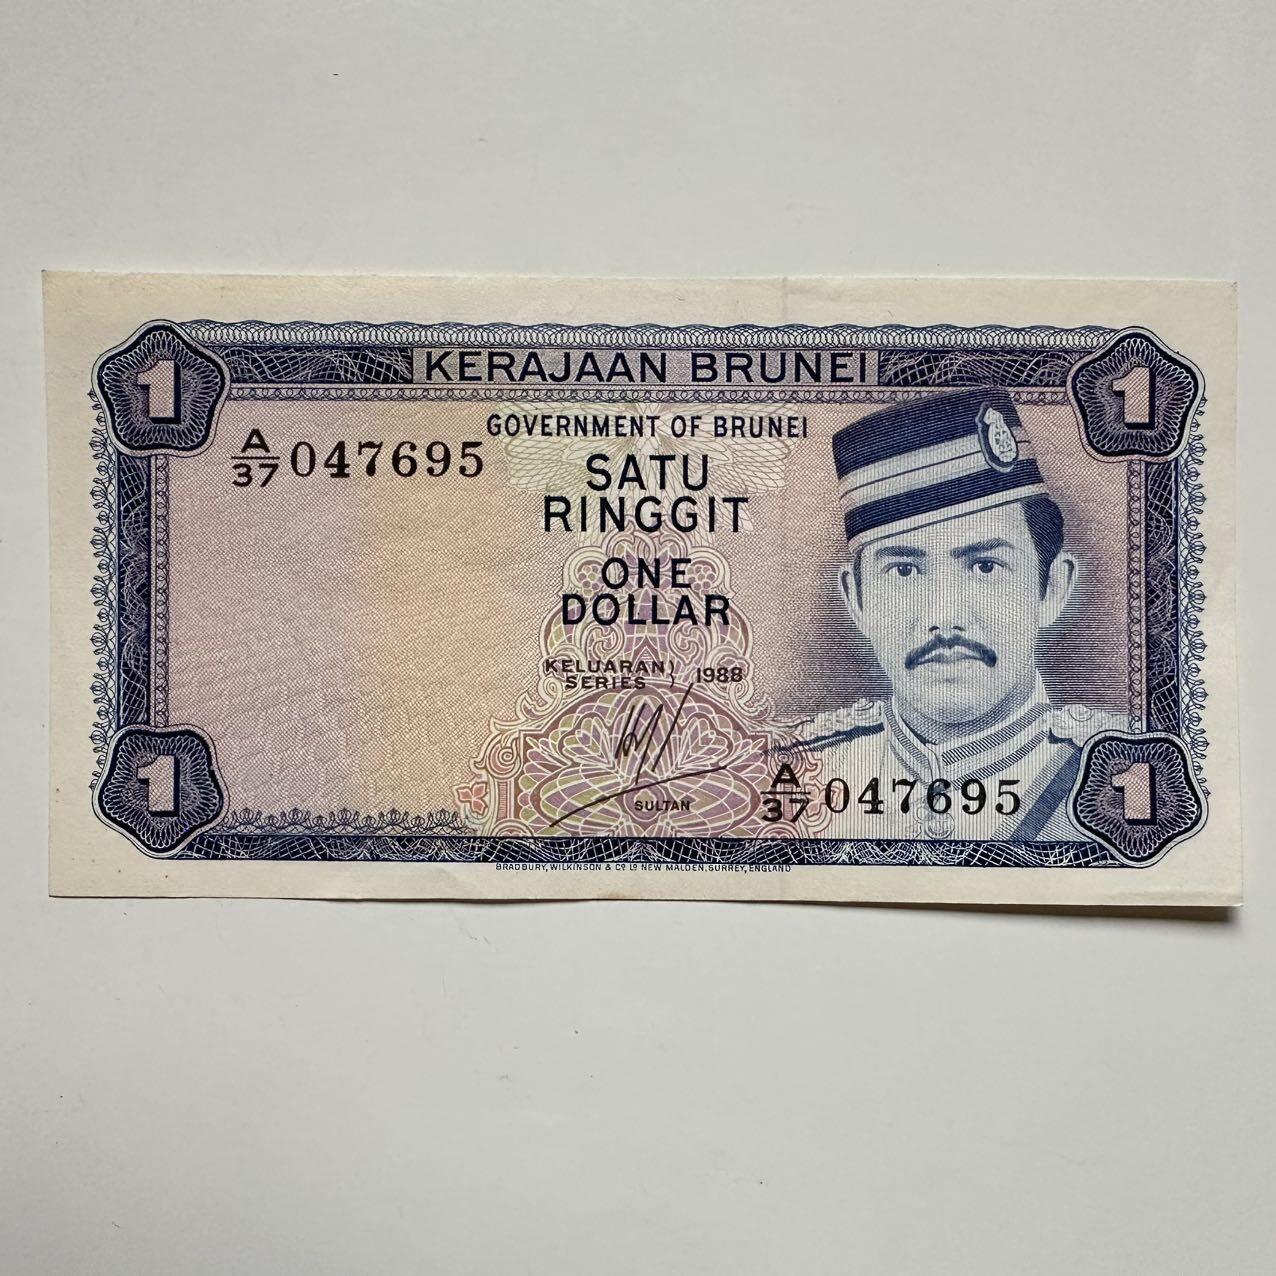 1
KERAJAAN BRUNEI
1
GOVERNMENT OF BRUNEI
A/37 047695
SATU
RINGGIT
ONE
DOLLAR
KELUARAN
SERIES } 1988
SULTAN
A/37 047695
1
1
BRADBURY, WILKINSON & Cº Lº NEW MALDEN, SURREY, ENGLAND